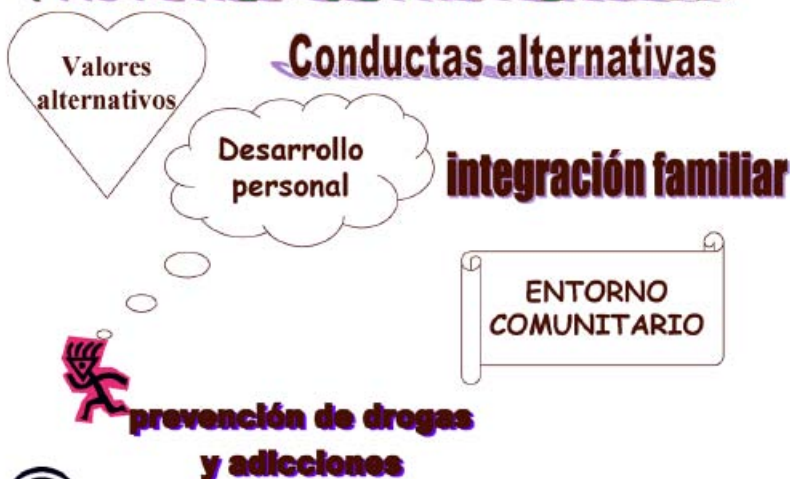 Valores
alternativos
Conductas alternativas
Desarrollo
personal
integración familiar
ENTORNO
COMUNITARIO
prevención de drogas
y adicciones